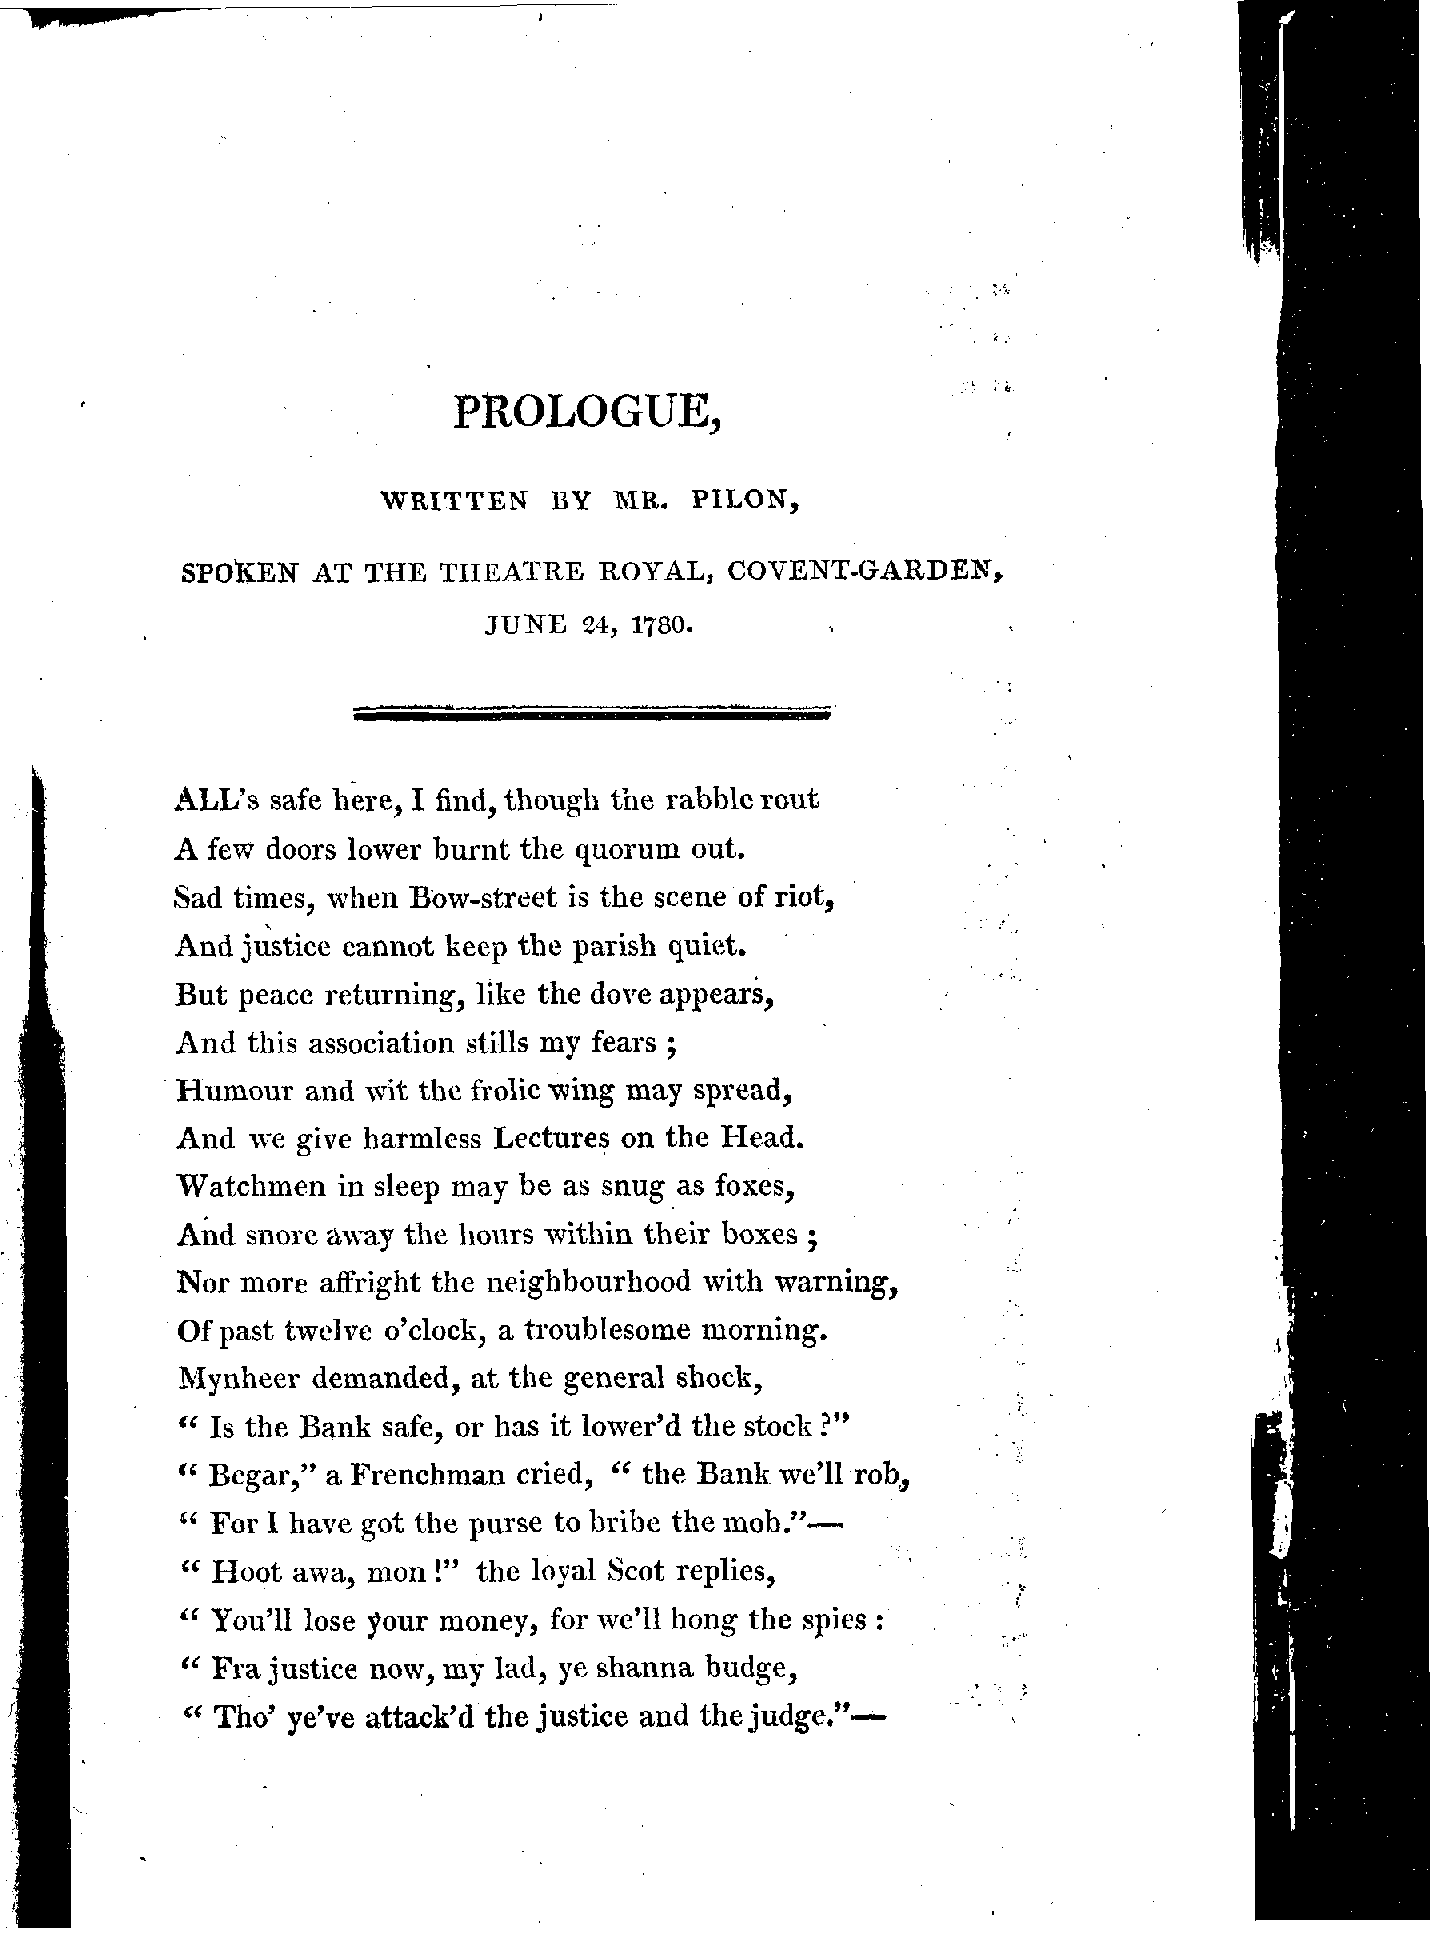 PROLOGUE,
WRITTEN BY MR. PILON,
SPOKEN AT THE THEATRE ROYAL, COVENT-GARDEN,
JUNE 24, 1780.
ALL's safe here, I find, though the rabble rout
A few doors lower burnt the quorum out.
Sad times, when Bow-street is the scene of riot,
And justice cannot keep the parish quiet.
But peace returning, like the dove appears,
And this association stills my fears ;
Humour and wit the frolic wing may spread,
And we give harmless Lectures on the Head.
Watchmen in sleep may be as snug as foxes,
And snore away the hours within their boxes ;
Nor more affright the neighbourhood with warning,
Of past twelve o'clock, a troublesome morning.
Mynheer demanded, at the general shock,
“ Is the Bank safe, or has it lower'd the stock ?”
“ Begar,” a Frenchman cried, “ the Bank we'll rob,
“ For I have got the purse to bribe the mob.”—
“ Hoot awa, mon !” the loyal Scot replies,
“ You'll lose your money, for we'll hong the spies :
“ Fra justice now, my lad, ye shanna budge,
“ Tho' ye've attack'd the justice and the judge.”—